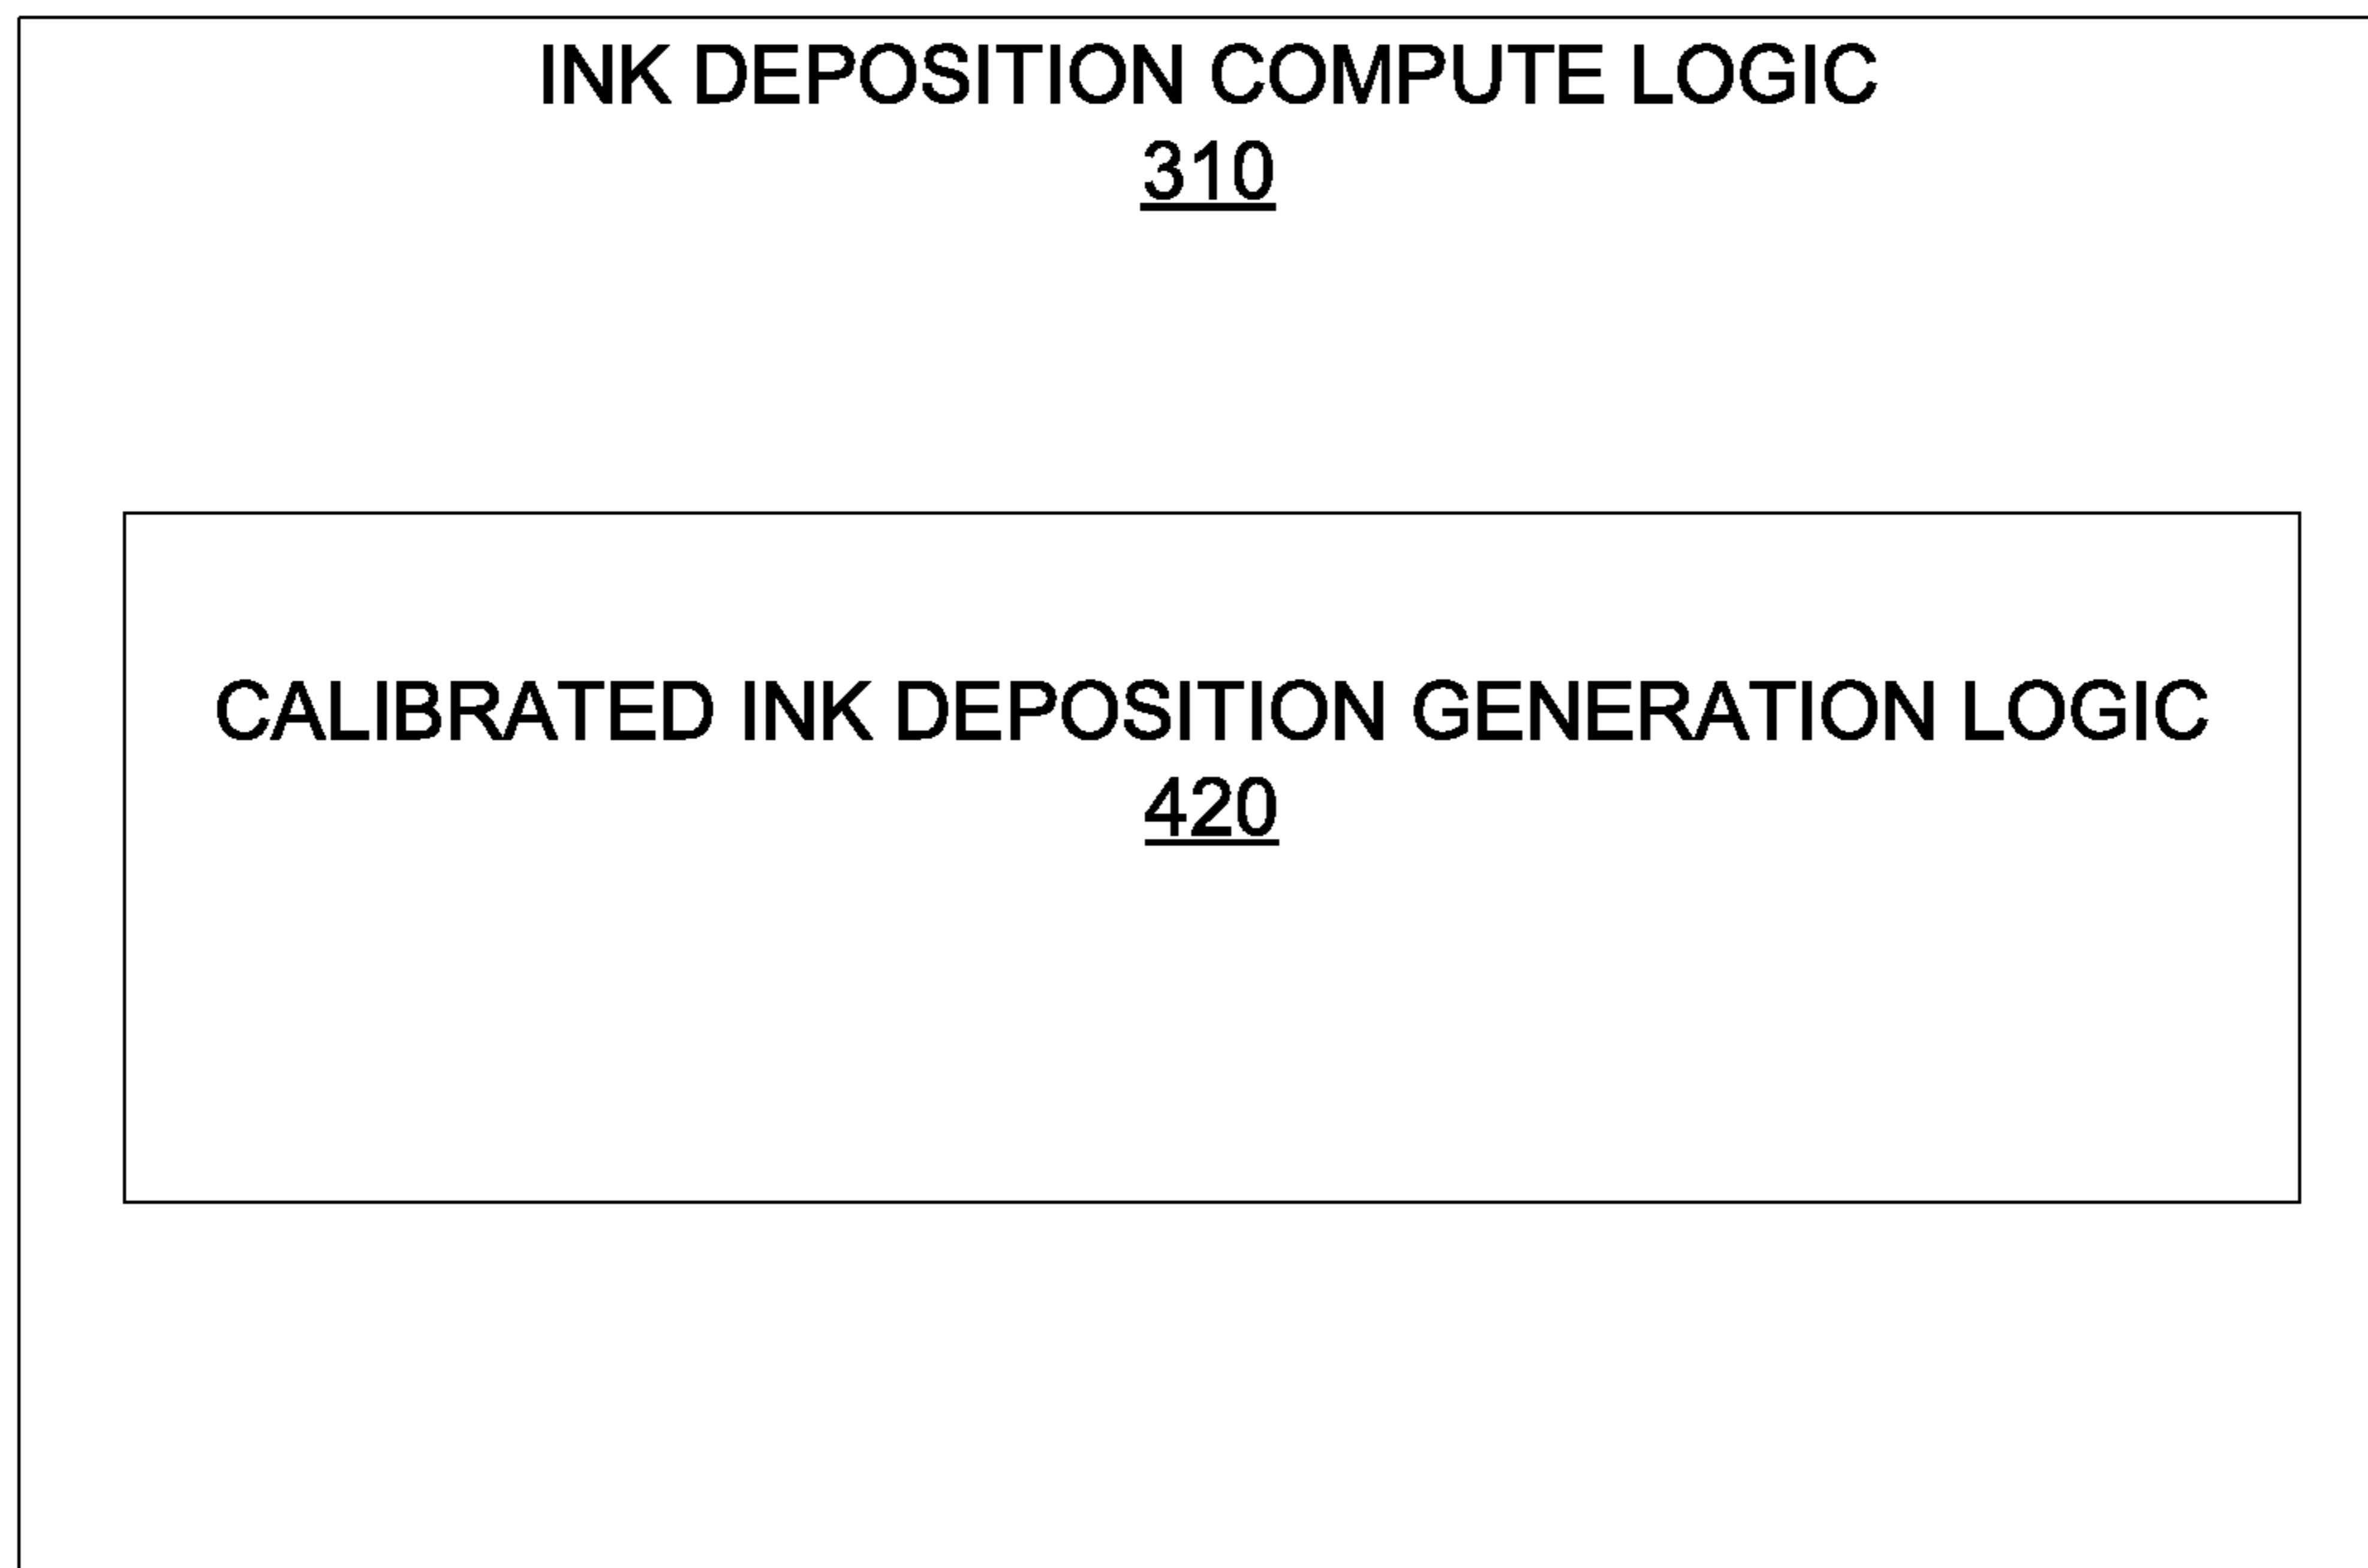 INK DEPOSITION COMPUTE LOGIC
310
CALIBRATED INK DEPOSITION GENERATION LOGIC
420